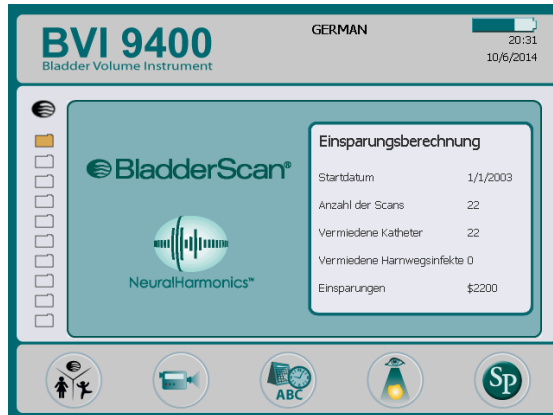 BVI 9400
Bladder Volume Instrument
GERMAN
20:31
10/6/2014
BladderScan®
NeuralHarmonics™
Einsparungsberechnung
Startdatum 1/1/2003
Anzahl der Scans 22
Vermiedene Katheter 22
Vermiedene Harnwegsinfekte 0
Einsparungen $2200
ABC
Sp